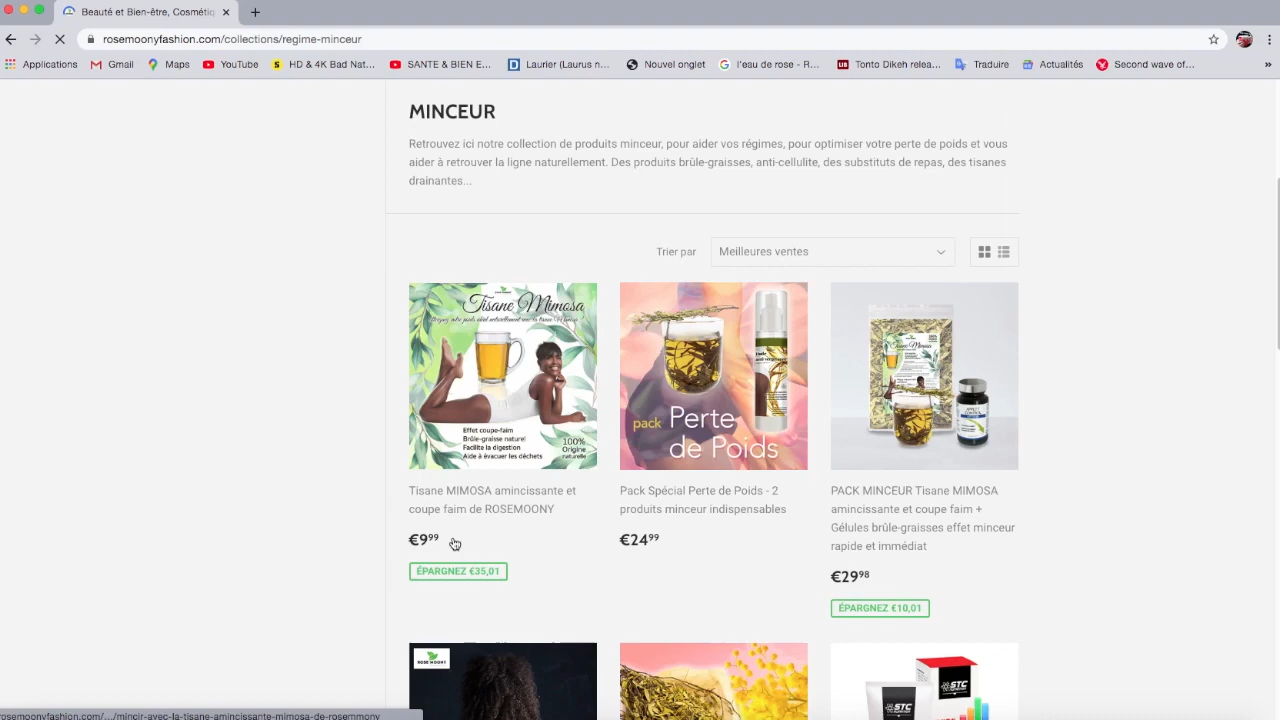 Beauté et Bien-être, Cosmétiq
rosemoonyfashion.com/collections/regime-minceur
Applications
Gmail
Maps
YouTube
HD & 4K Bad Nat...
SANTE & BIEN E...
Laurier (Laurus n...
Nouvel onglet
l'eau de rose - R...
Tonto Dikeh relea...
Traduire
Actualités
Second wave of...
»
MINCEUR
Retrouvez ici notre collection de produits minceur, pour aider vos régimes, pour optimiser votre perte de poids et vous
aider à retrouver la ligne naturellement. Des produits brûle-graisses, anti-cellulite, des substituts de repas, des tisanes
drainantes...
Trier par
Meilleures ventes
Tisane Mimosa
Effet coupe-faim
Brûle-graisse naturel
Facilite la digestion
Aide à évacuer les déchets
100%
Origine
naturelle
pack Perte
de Poids
Tisane Mimosa
Tisane MIMOSA amincissante et
coupe faim de ROSEMOONY
€999
ÉPARGNEZ €35,01
Pack Spécial Perte de Poids - 2
produits minceur indispensables
€2499
PACK MINCEUR Tisane MIMOSA
amincissante et coupe faim +
Gélules brûle-graisses effet minceur
rapide et immédiat
€2998
ÉPARGNEZ €10,01
ROSE MOONY
STC
STC
rosemoonyfashion.com/.../mincir-avec-la-tisane-amincissante-mimosa-de-rosemmony